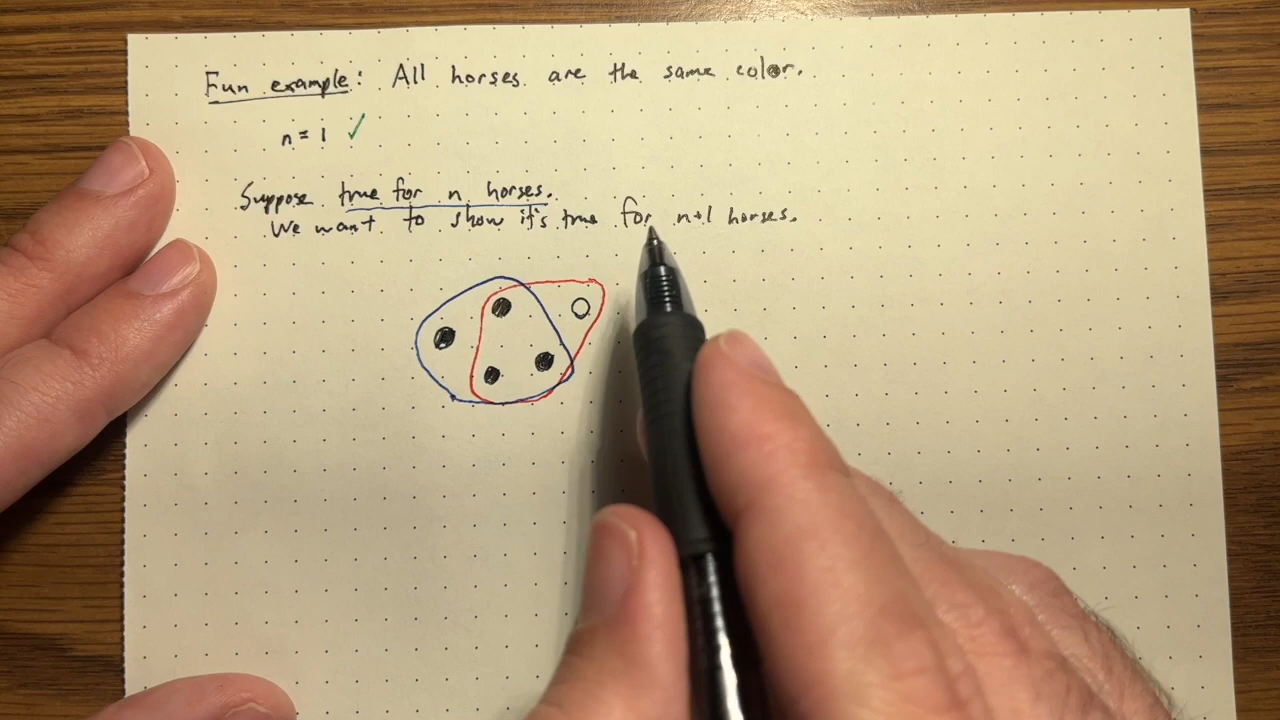 Fun example: All horses are the same color.
n = 1 ✓
Suppose true for n horses.
We want to show it's true for n+1 horses.